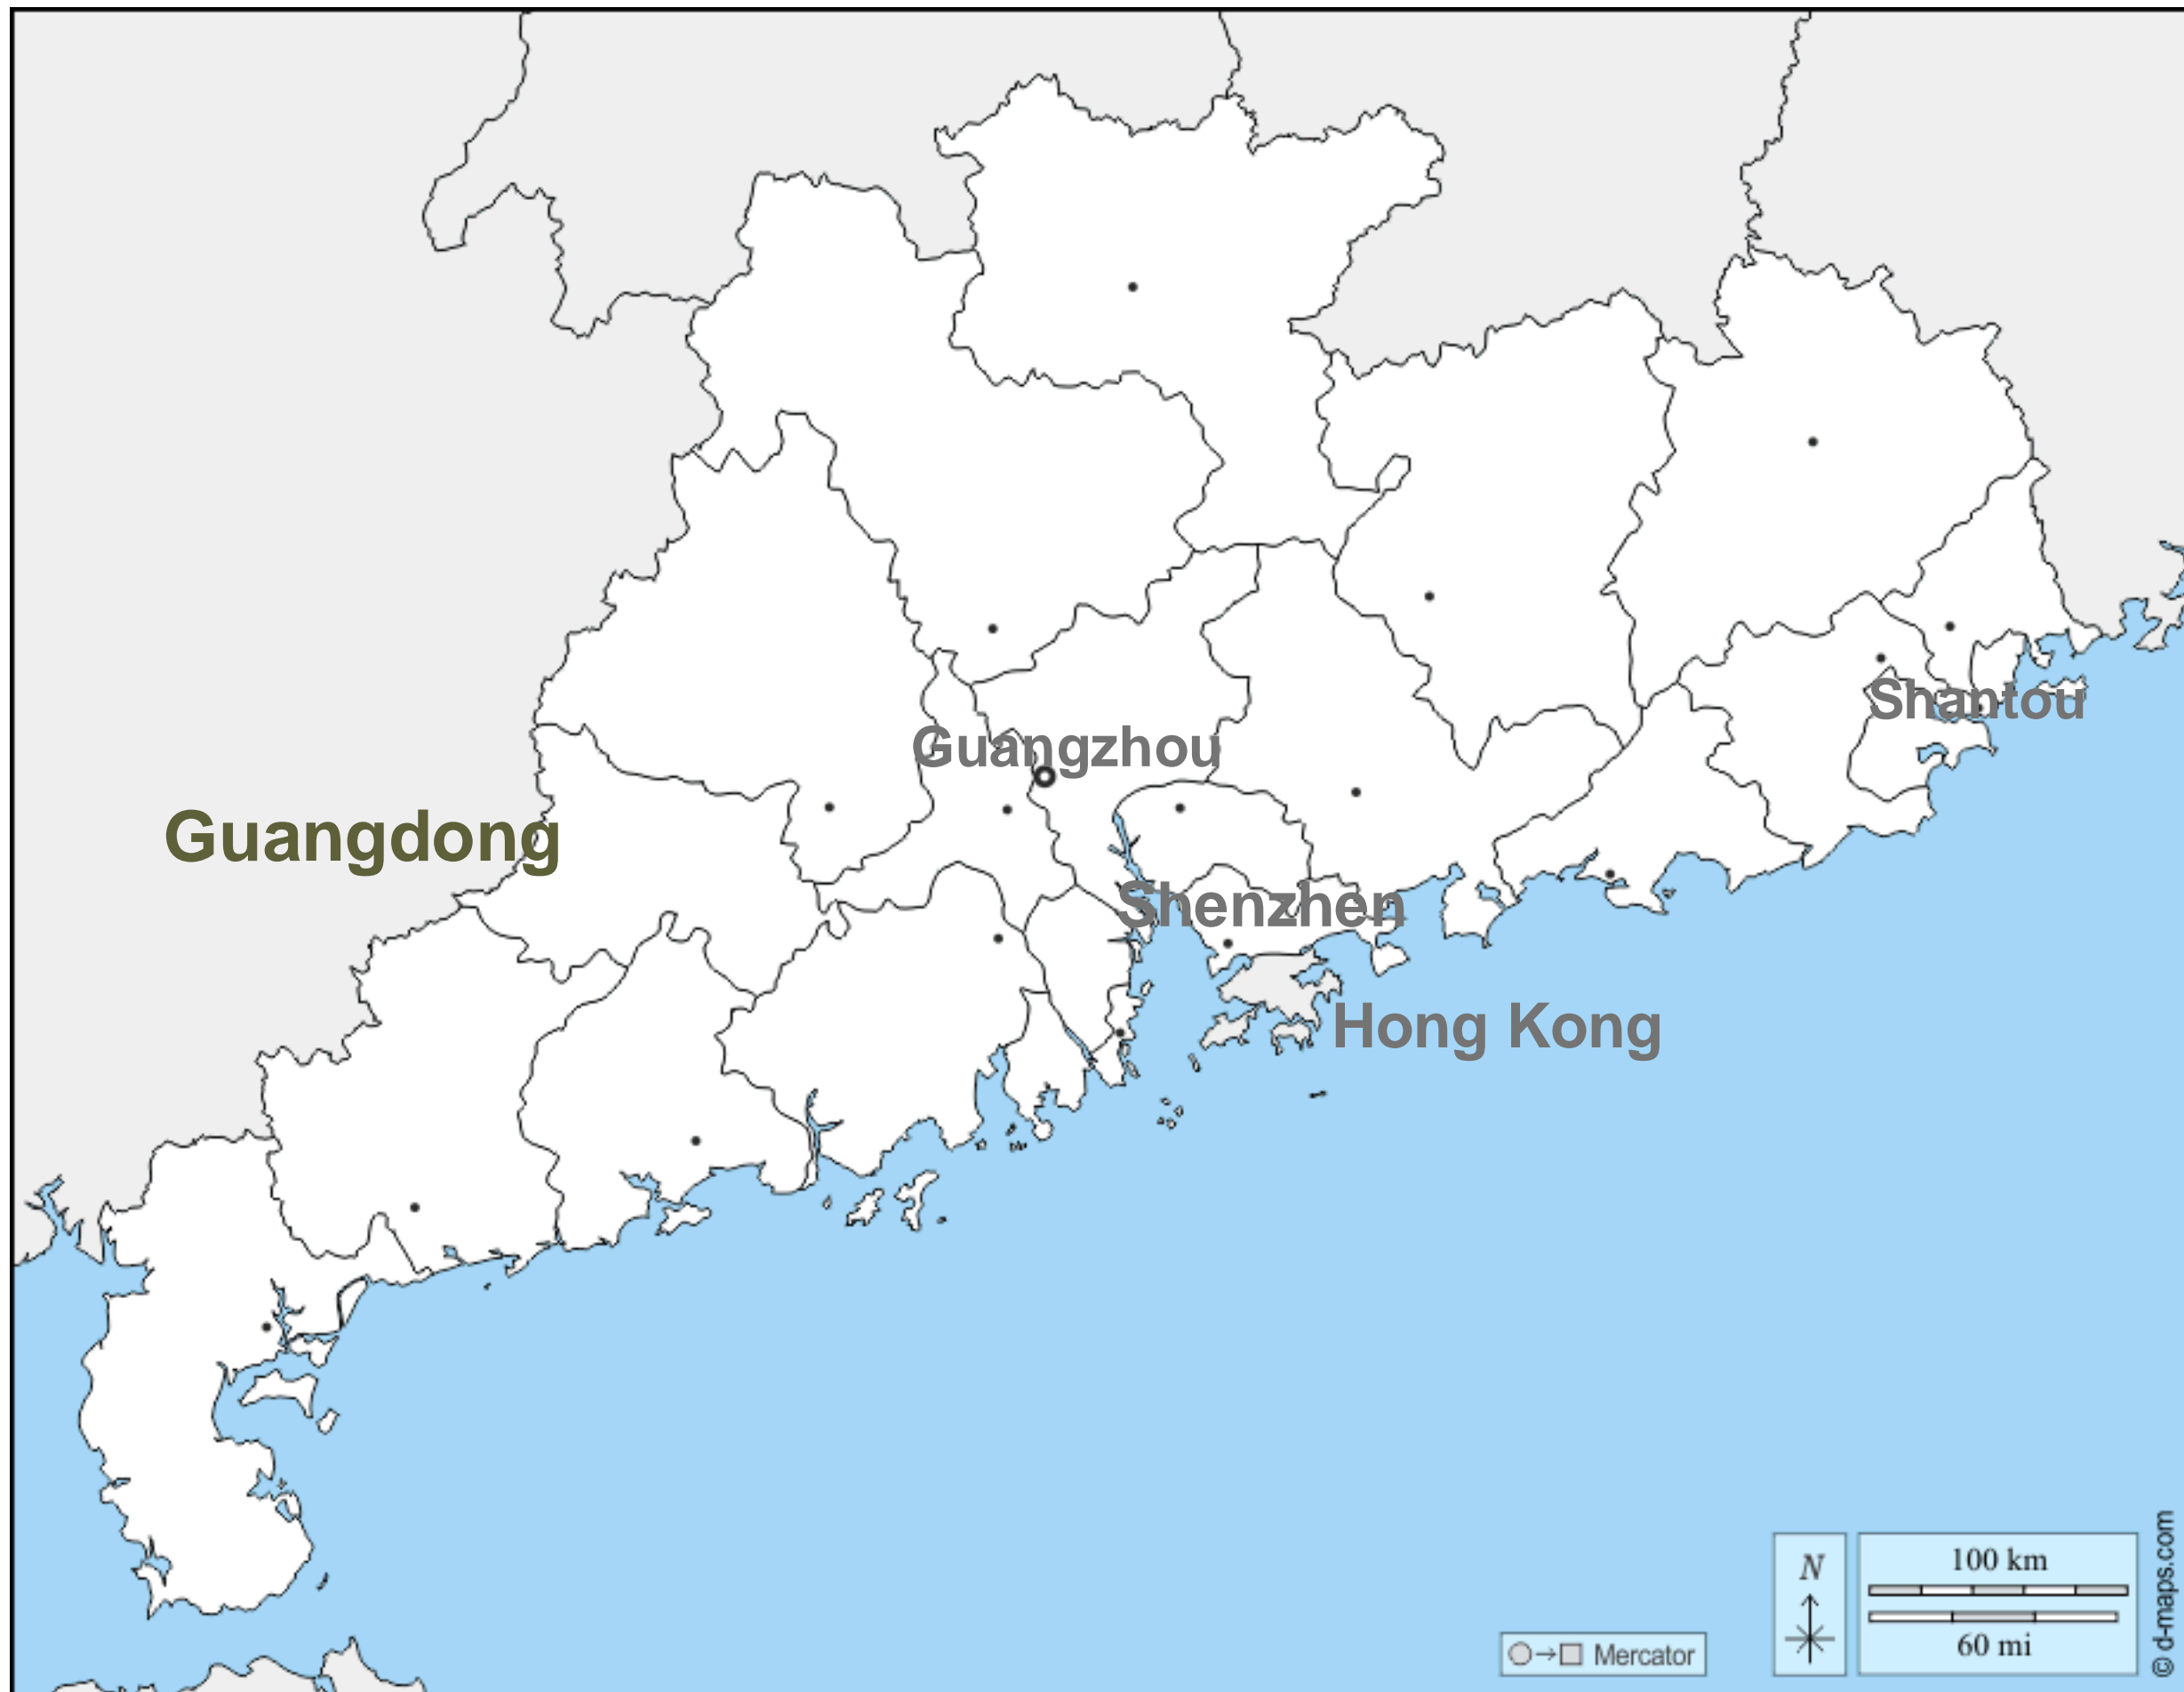 Shantou
Guangzhou
Guangdong
Shenzhen
Hong Kong
N
100 km
60 mi
Mercator
© d-maps.com